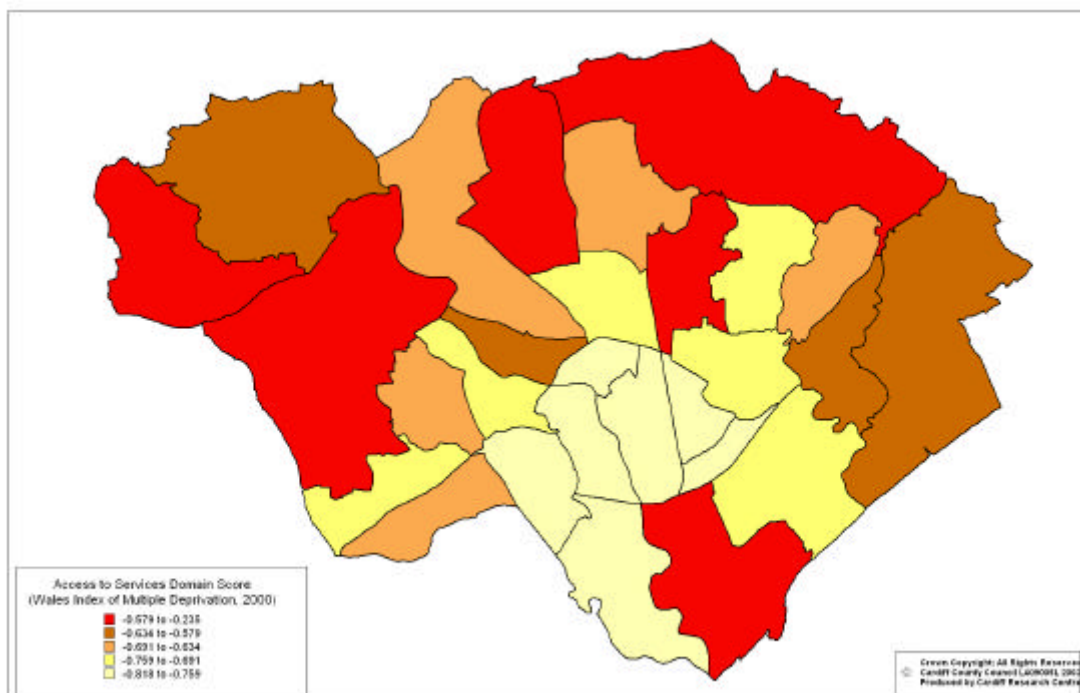 Access to Services Domain Score
(Wales Index of Multiple Deprivation, 2000)
-0.579 to -0.235
-0.634 to -0.579
-0.691 to -0.634
-0.759 to -0.691
-0.818 to -0.759
Crown Copyright: All Rights Reserved
Cardiff County Council
Produced by Cardiff Research Centre